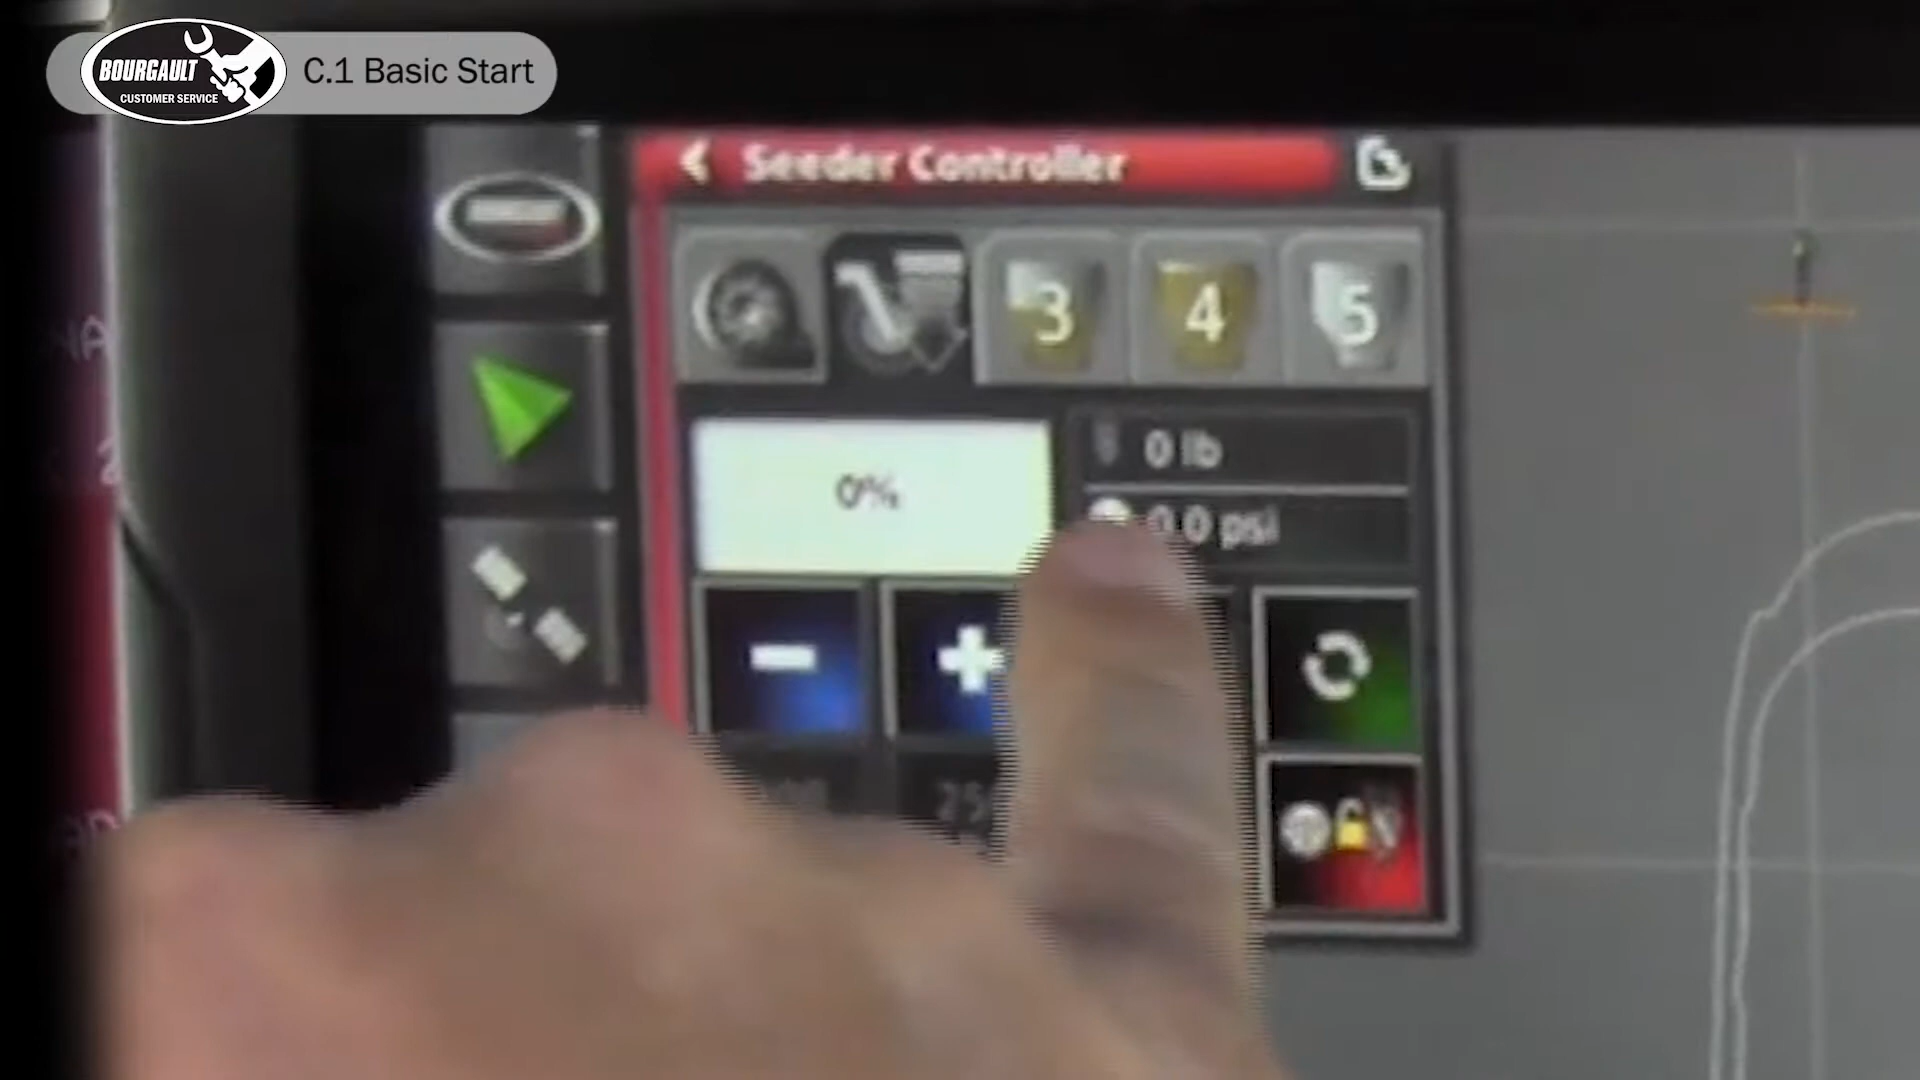 BOURGAULT
CUSTOMER SERVICE
C.1 Basic Start
Seeder Controller
3
4
5
0%
0 lb
0.0 psi